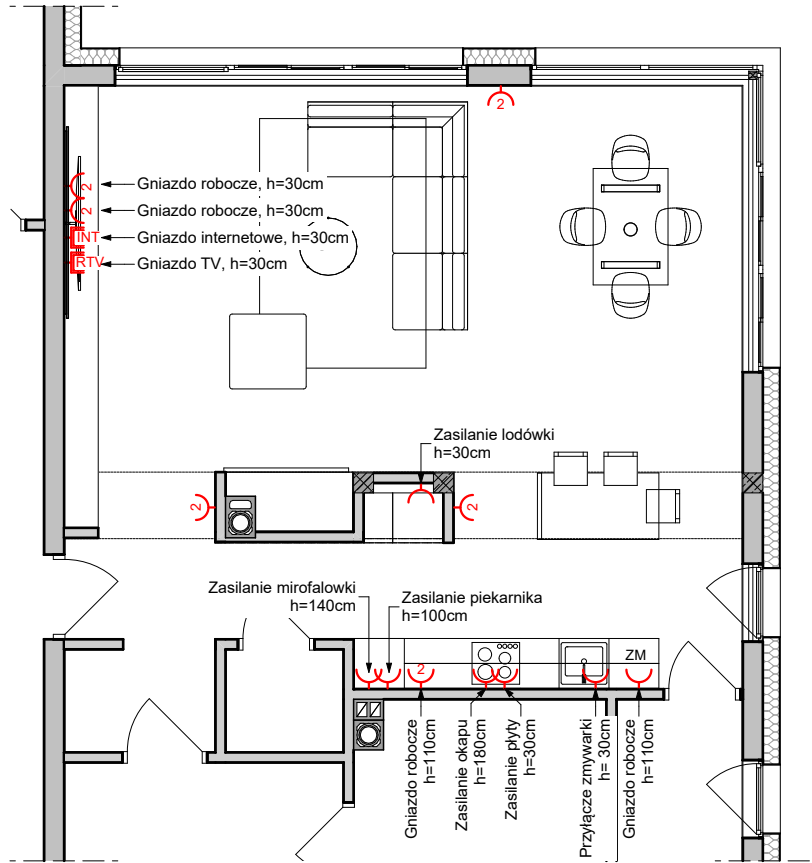 2
2
Gniazdo robocze, h=30cm
2
Gniazdo robocze, h=30cm
INT
Gniazdo internetowe, h=30cm
RTV
Gniazdo TV, h=30cm
Zasilanie lodówki
h=30cm
2
2
Zasilanie mirofalowki
h=140cm
Zasilanie piekarnika
h=100cm
2
ZM
Gniazdo robocze
h=110cm
Zasilanie okapu
h=180cm
Zasilanie płyty
h=30cm
Przyłącze zmywarki
h= 30cm
Gniazdo robocze
h=110cm